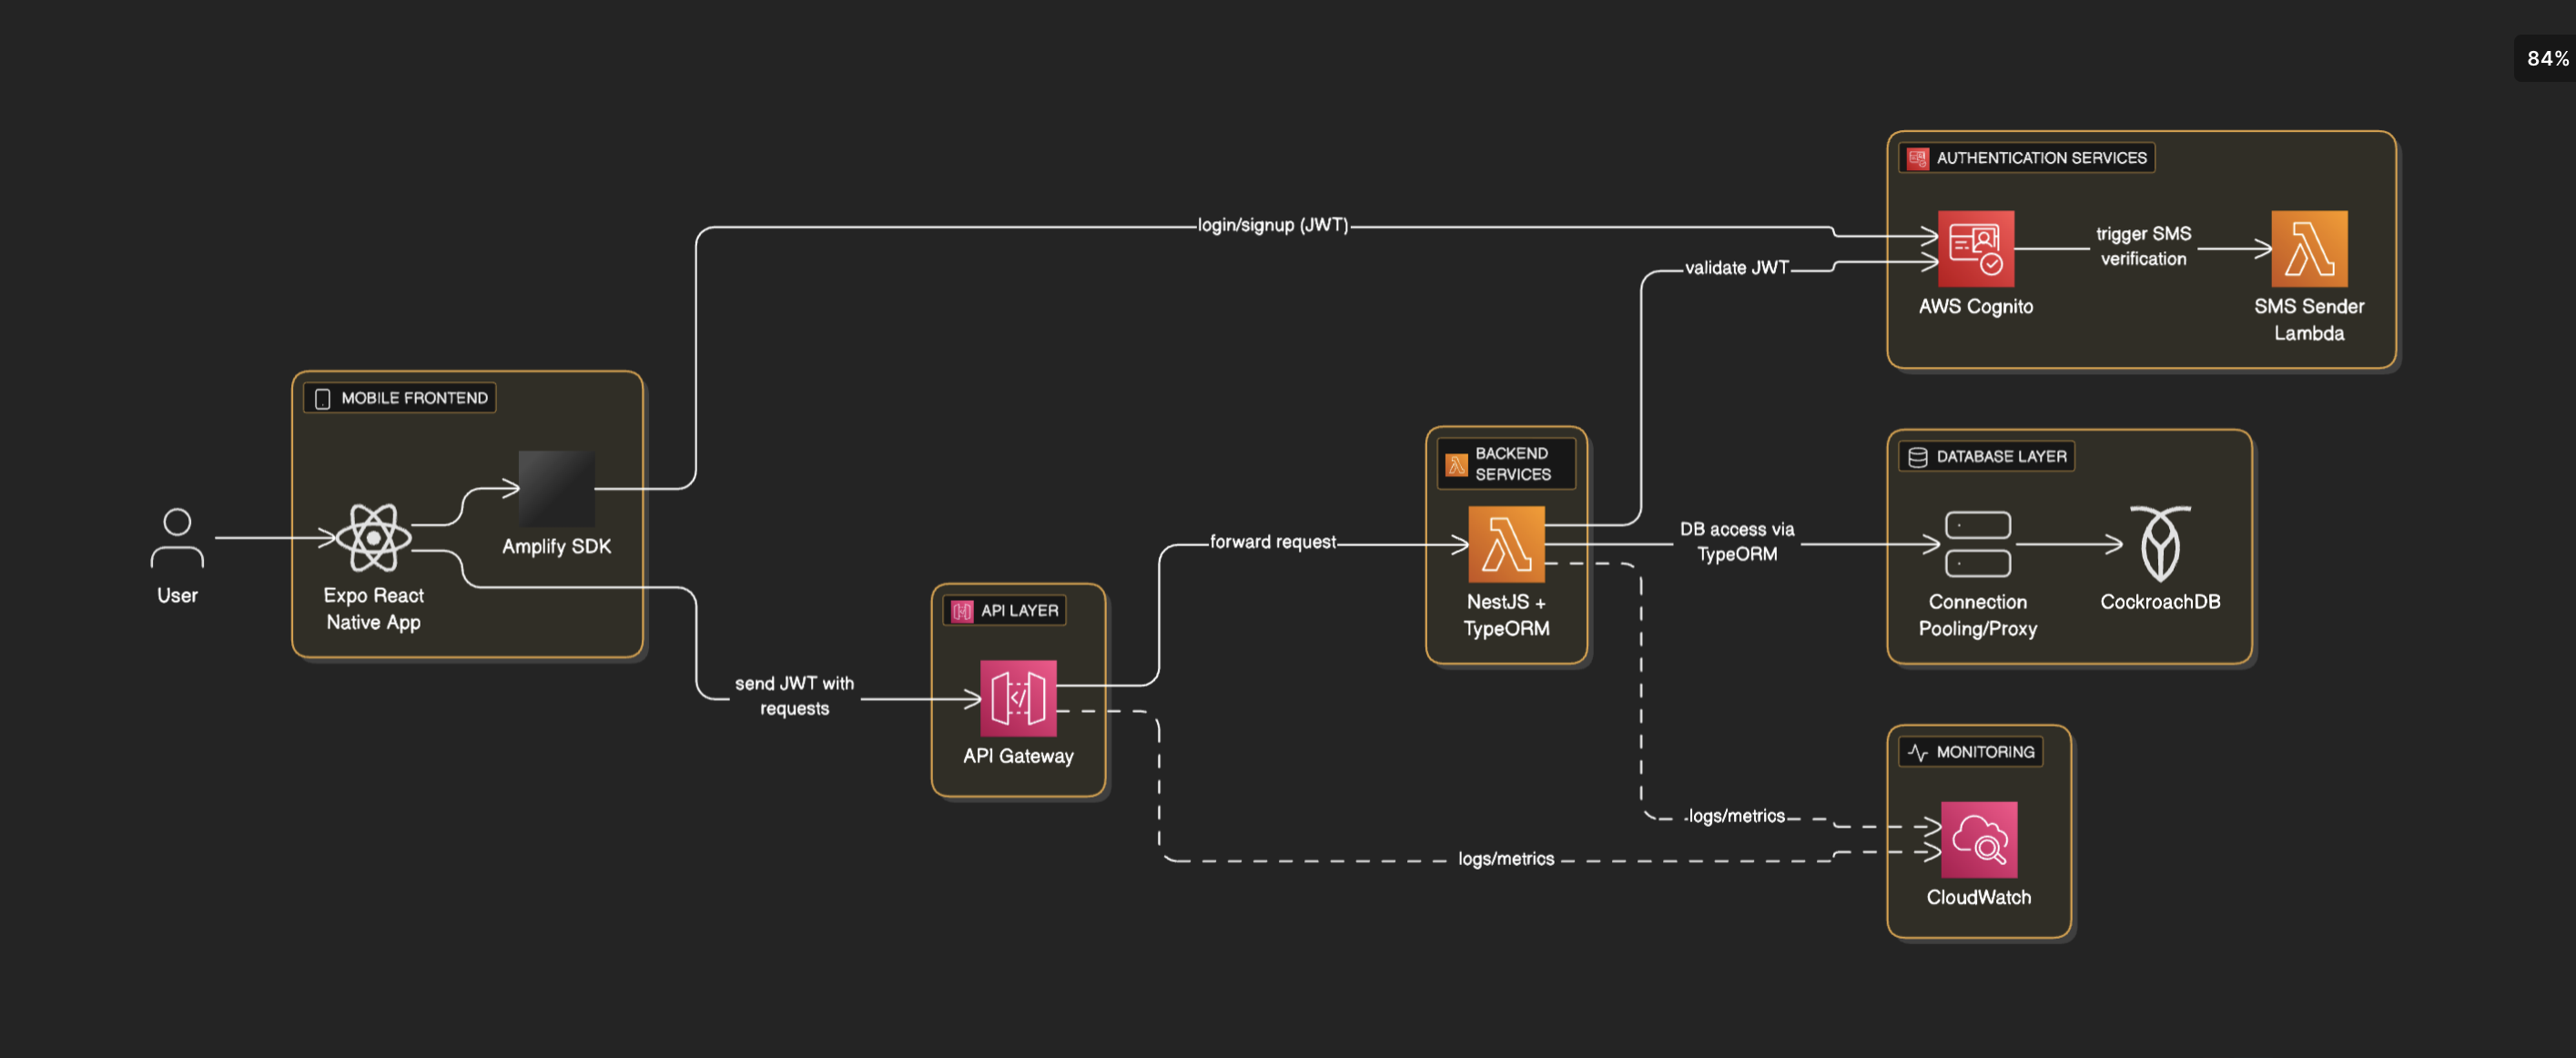 84%
AUTHENTICATION SERVICES
login/signup (JWT)
validate JWT
trigger SMS
verification
AWS Cognito
SMS Sender
Lambda
MOBILE FRONTEND
Amplify SDK
User
Expo React
Native App
BACKEND
SERVICES
NestJS +
TypeORM
forward request
DB access via
TypeORM
DATABASE LAYER
Connection
Pooling/Proxy
CockroachDB
API LAYER
send JWT with
requests
API Gateway
MONITORING
logs/metrics
logs/metrics
CloudWatch